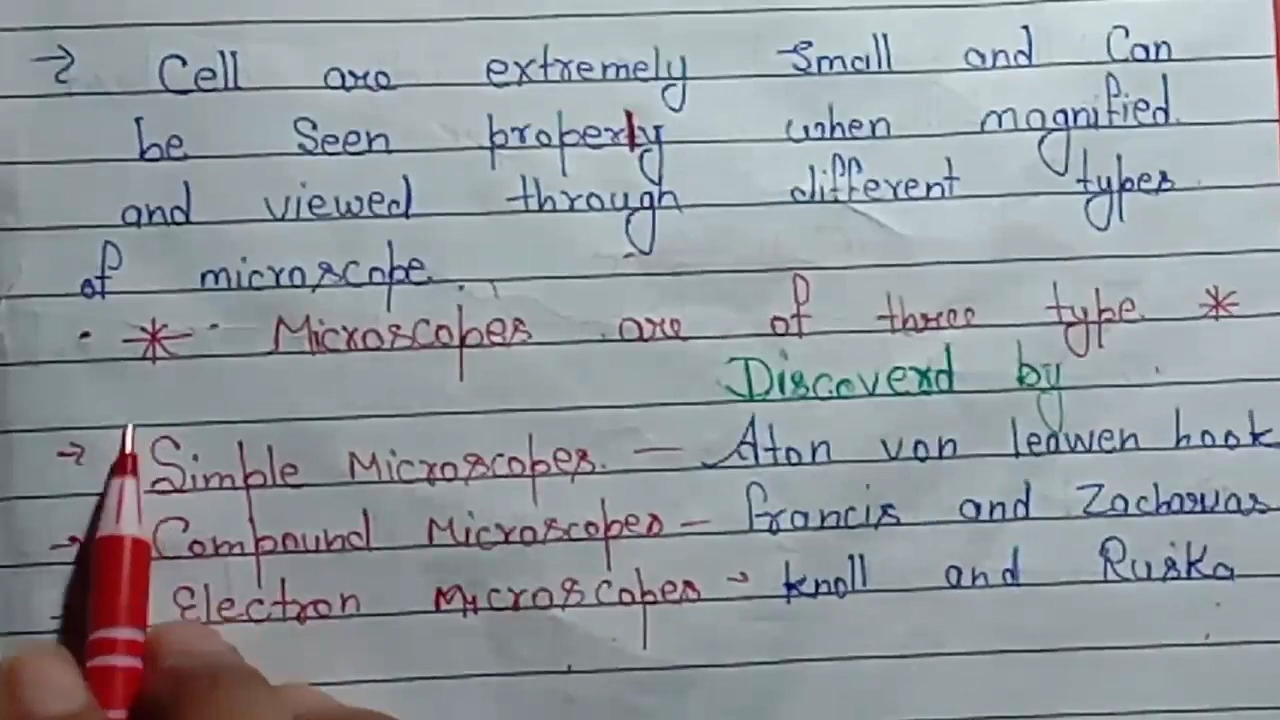 → Cell are extremely small and Can
be seen properly when magnified.
and viewed through different types
of microscope.
* Microscopes are of three type *
Discoverd by
→ Simple Microscopes. — Aton von leawen hook
→ Compound Microscopes — francis and Zacharias
Electron Microscopes - knoll and Ruska